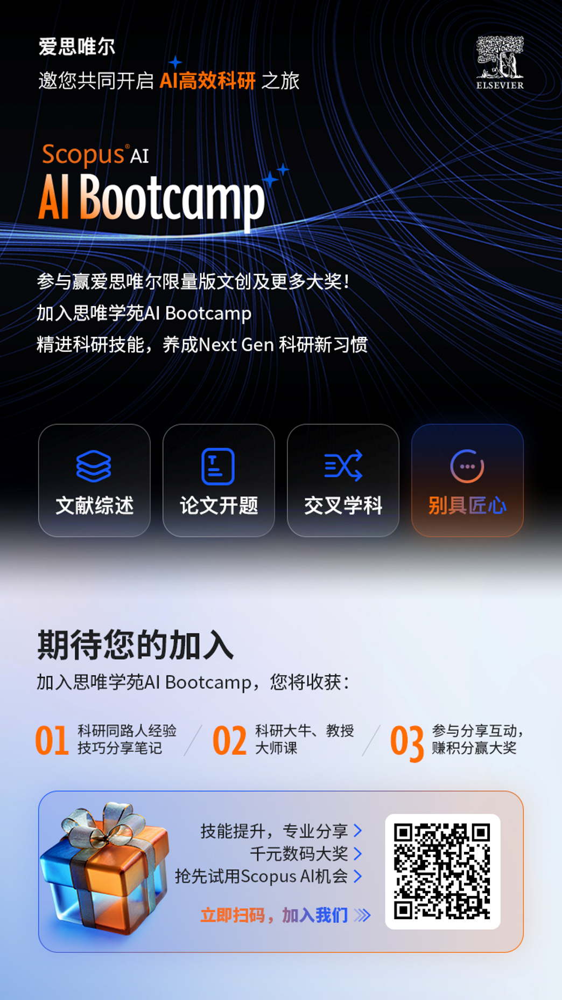 爱思唯尔
邀您共同开启 AI高效科研 之旅
ELSEVIER
Scopus® AI
AI Bootcamp
参与赢爱思唯尔限量版文创及更多大奖！
加入思唯学苑AI Bootcamp
精进科研技能，养成Next Gen 科研新习惯
文献综述
论文开题
交叉学科
别具匠心
期待您的加入
加入思唯学苑AI Bootcamp，您将收获：
01 科研同路人经验
技巧分享笔记
02 科研大牛、教授
大师课
03 参与分享互动，
赚积分赢大奖
技能提升，专业分享
千元数码大奖
抢先试用Scopus AI机会
立即扫码，加入我们